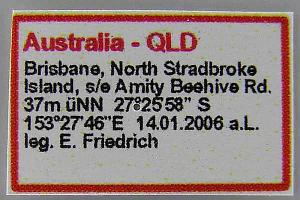 Australia - QLD
Brisbane, North Stradbroke
Island, s/e Amity Beehive Rd.
37m üNN 27°25'58" S
153°27'46"E 14.01.2006 a.L.
leg. E. Friedrich